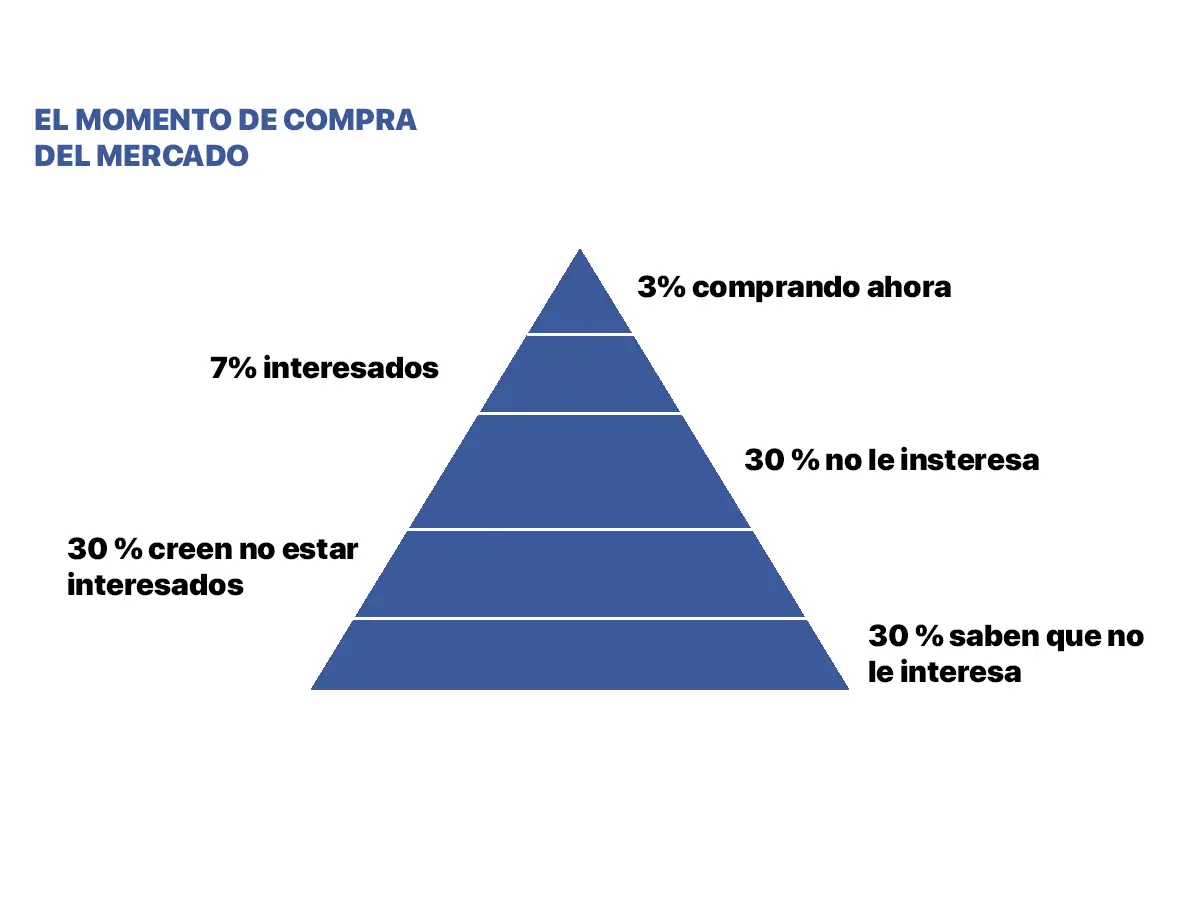 EL MOMENTO DE COMPRA
DEL MERCADO
3% comprando ahora
7% interesados
30 % no le insteresa
30 % creen no estar
interesados
30 % saben que no
le interesa